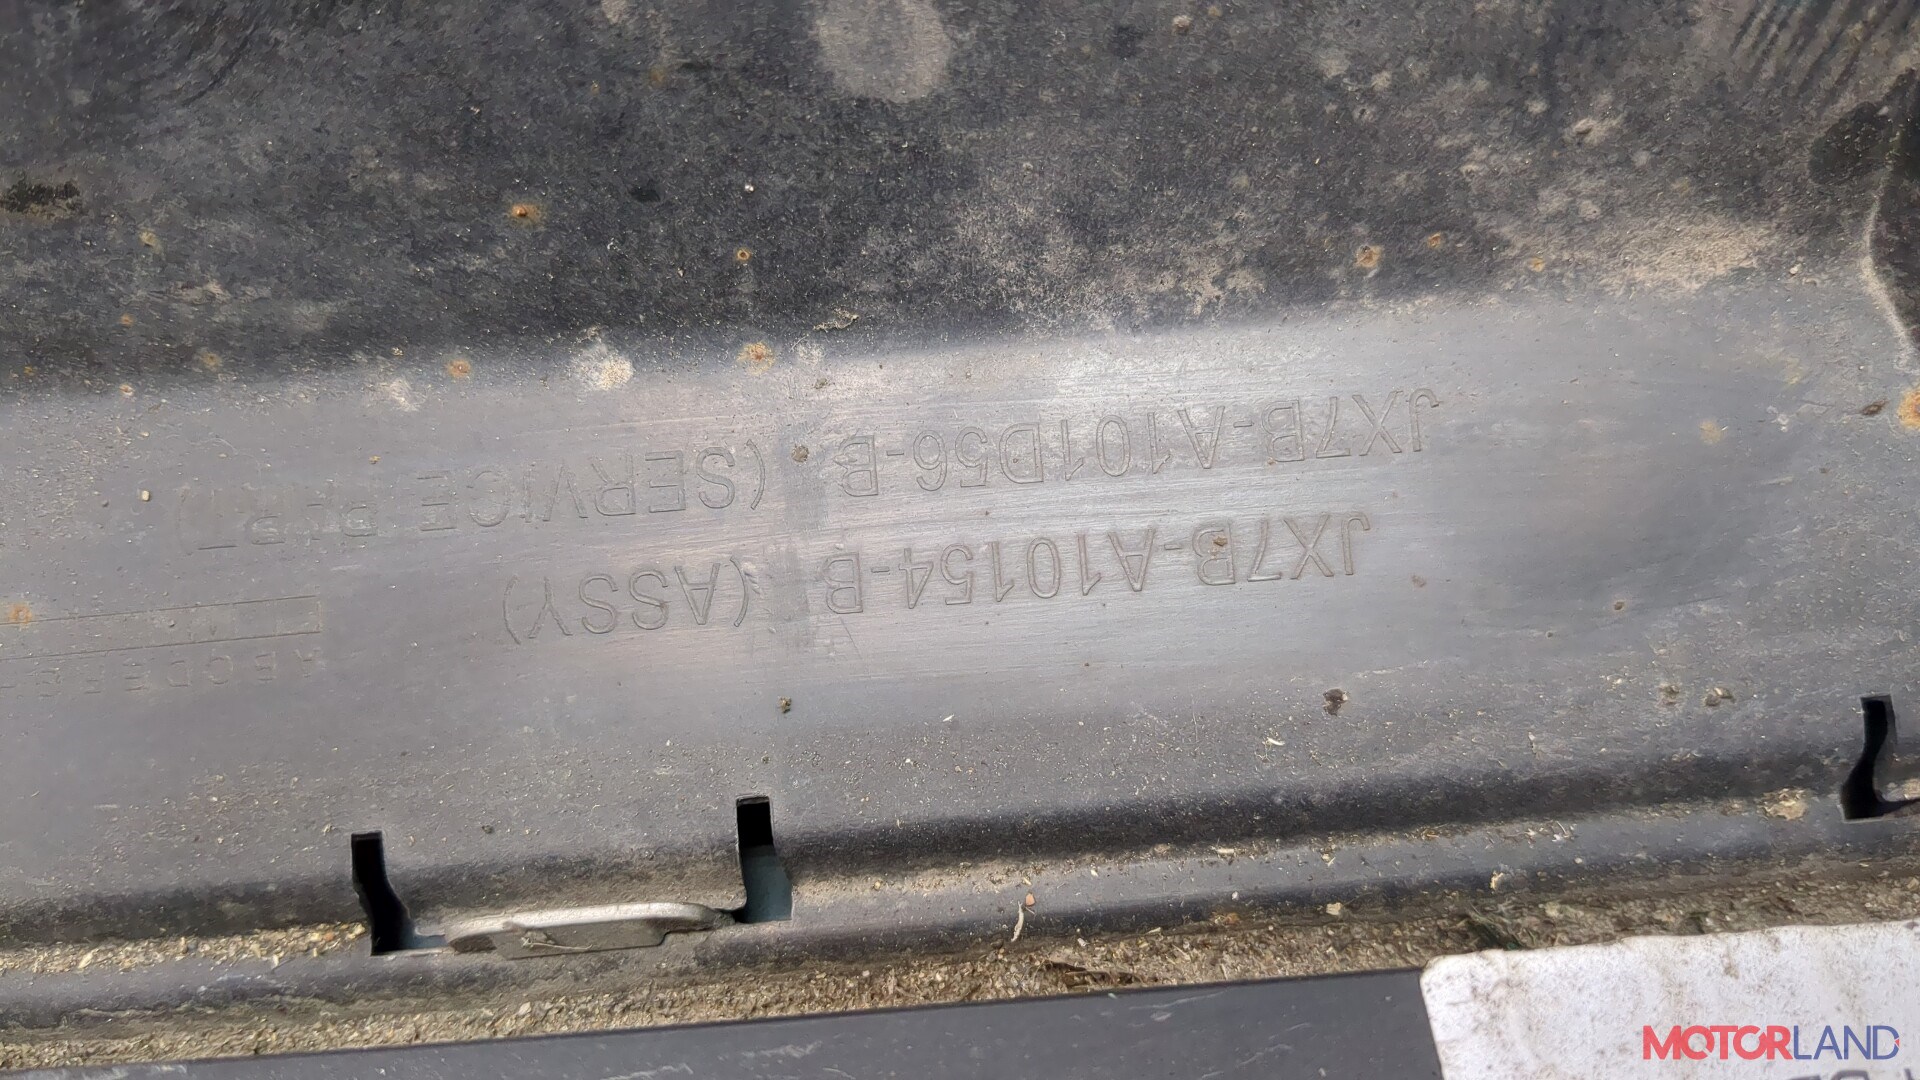 JX7B-A10154-B (ASSY)
JX7B-A101D56-B (SERVICE PART)
MOTORLAND